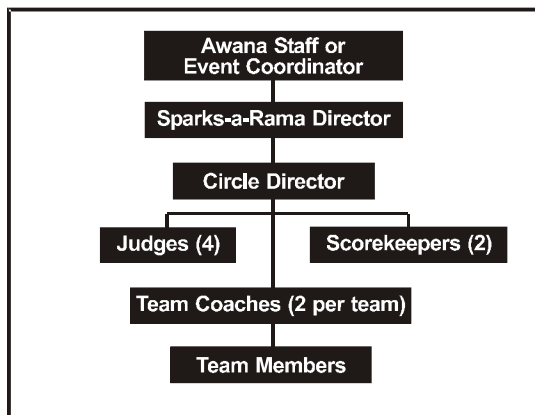 Awana Staff or
Event Coordinator
Sparks-a-Rama Director
Circle Director
Judges (4)
Scorekeepers (2)
Team Coaches (2 per team)
Team Members